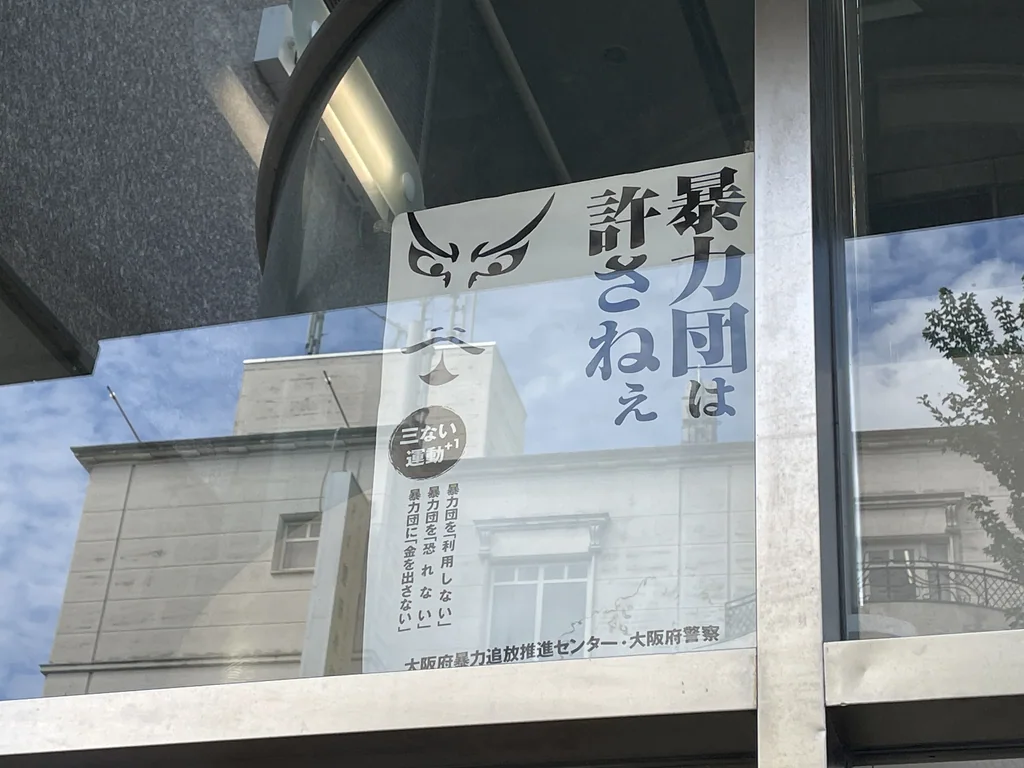 暴力団は
許さねぇ
三ない
運動+1
暴力団を「利用しない」
暴力団を「恐れない」
暴力団に「金を出さない」
大阪府暴力追放推進センター・大阪府警察